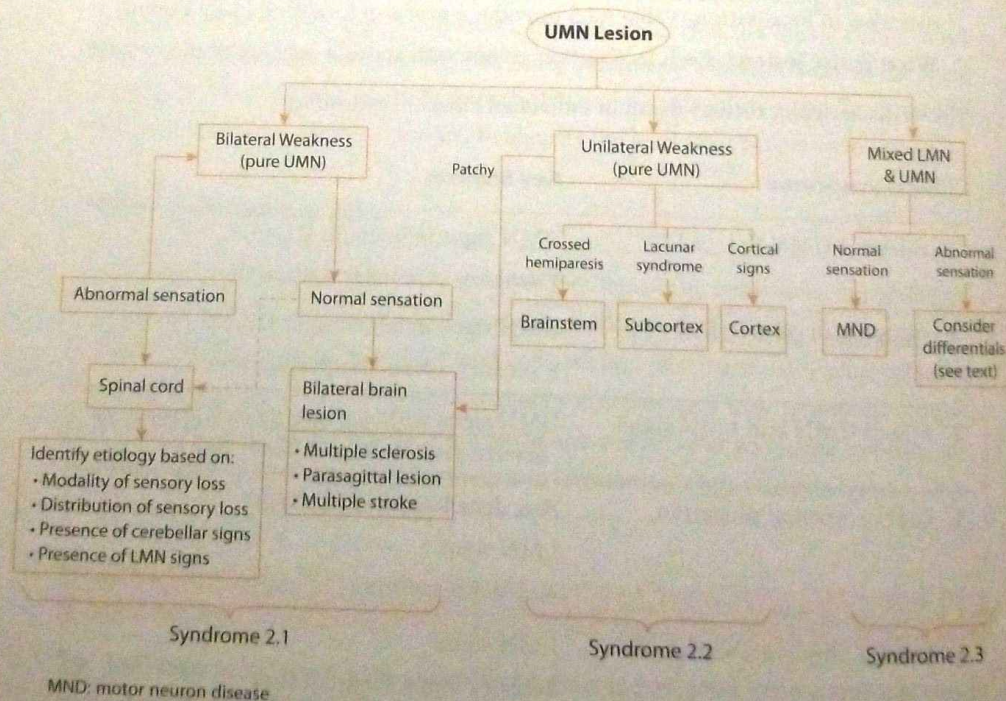 UMN Lesion
Bilateral Weakness
(pure UMN)
Patchy
Unilateral Weakness
(pure UMN)
Mixed LMN
& UMN
Crossed
hemiparesis
Lacunar
syndrome
Cortical
signs
Normal
sensation
Abnormal
sensation
Abnormal sensation
Normal sensation
Brainstem
Subcortex
Cortex
MND
Consider
differentials
(see text)
Spinal cord
Bilateral brain
lesion
• Multiple sclerosis
• Parasagittal lesion
• Multiple stroke
Identify etiology based on:
• Modality of sensory loss
• Distribution of sensory loss
• Presence of cerebellar signs
• Presence of LMN signs
Syndrome 2.1
Syndrome 2.2
Syndrome 2.3
MND: motor neuron disease